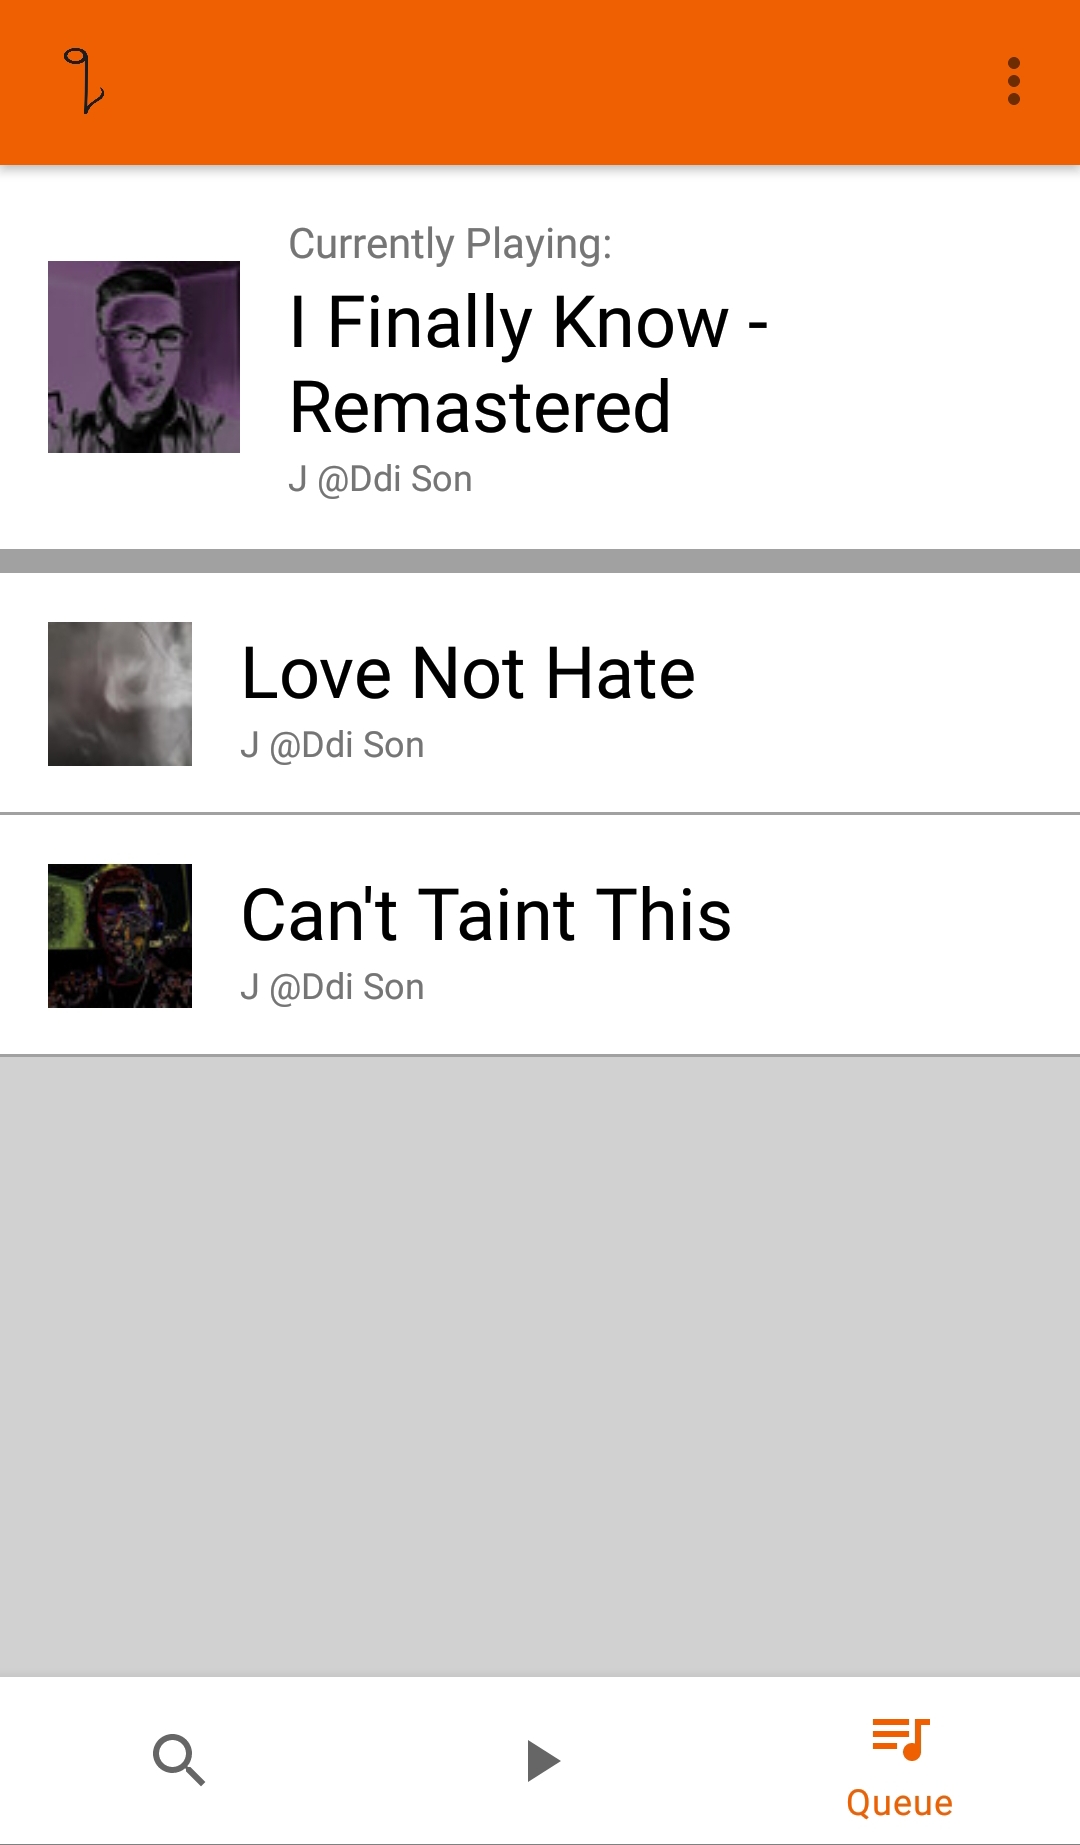 Currently Playing:
I Finally Know -
Remastered
J @Ddi Son
Love Not Hate
J @Ddi Son
Can't Taint This
J @Ddi Son
Queue